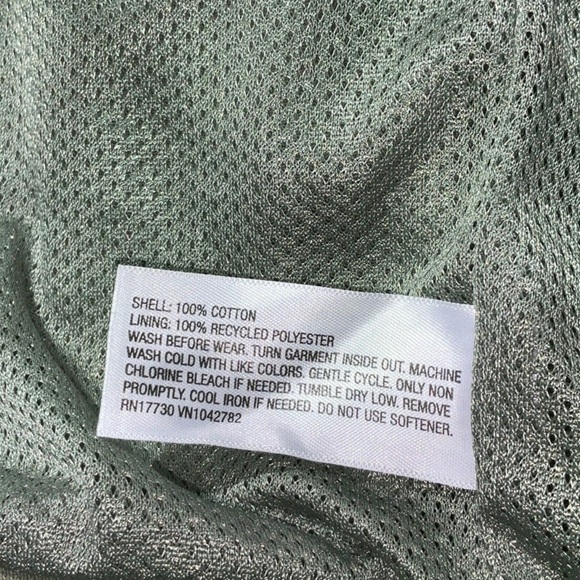 SHELL: 100% COTTON
LINING: 100% RECYCLED POLYESTER
WASH BEFORE WEAR. TURN GARMENT INSIDE OUT. MACHINE
WASH COLD WITH LIKE COLORS. GENTLE CYCLE. ONLY NON
CHLORINE BLEACH IF NEEDED. TUMBLE DRY LOW. REMOVE
PROMPTLY. COOL IRON IF NEEDED. DO NOT USE SOFTENER.
RN17730 VN1042782